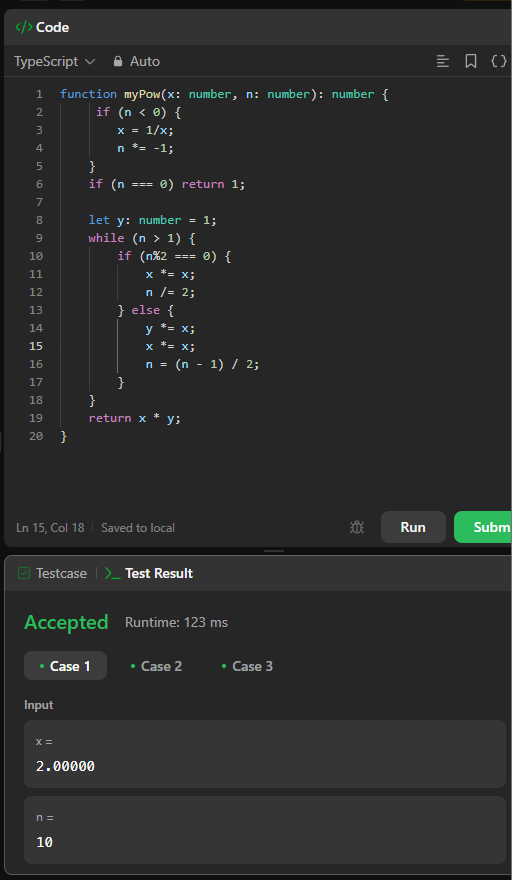 </> Code
TypeScript Auto {}
1 function myPow(x: number, n: number): number {
2 if (n < 0) {
3 x = 1/x;
4 n *= -1;
5 }
6 if (n === 0) return 1;
7
8 let y: number = 1;
9 while (n > 1) {
10 if (n%2 === 0) {
11 x *= x;
12 n /= 2;
13 } else {
14 y *= x;
15 x *= x;
16 n = (n - 1) / 2;
17 }
18 }
19 return x * y;
20 }
Ln 15, Col 18 Saved to local Run Subm
Testcase >_ Test Result
Accepted Runtime: 123 ms
• Case 1 • Case 2 • Case 3
Input
x =
2.00000
n =
10